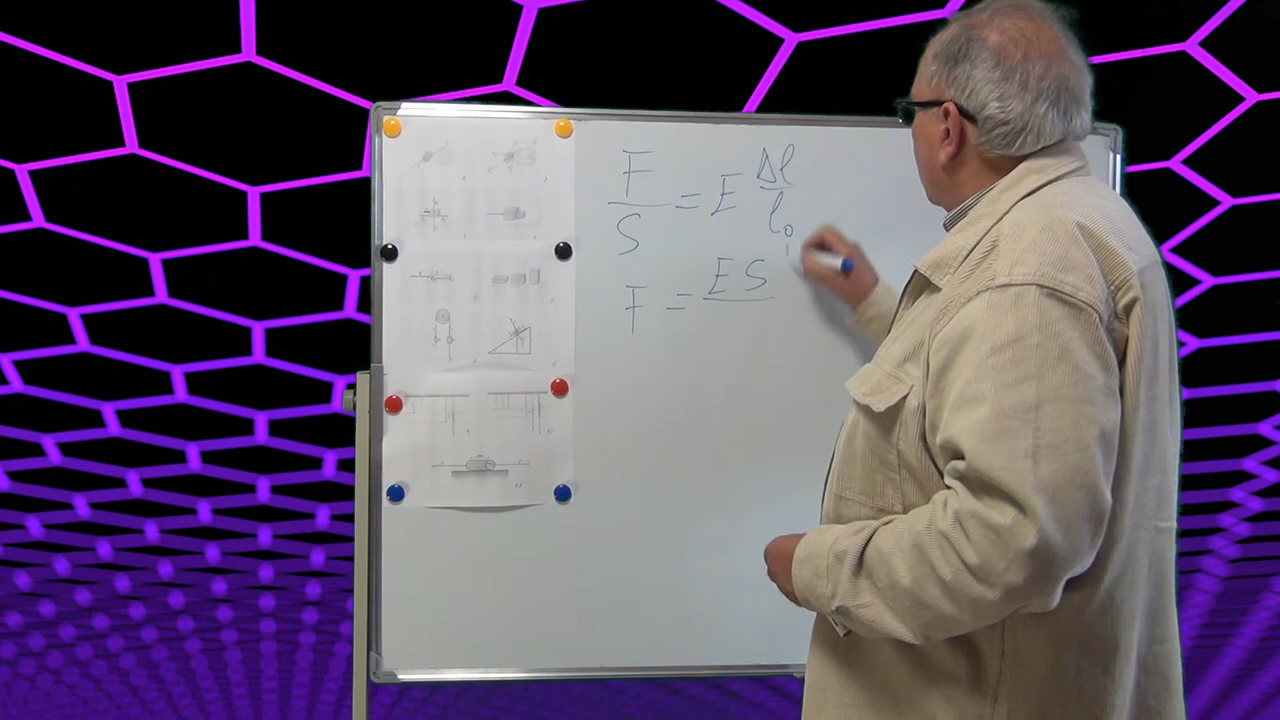 F/S = E Δl/l₀
F = ES/